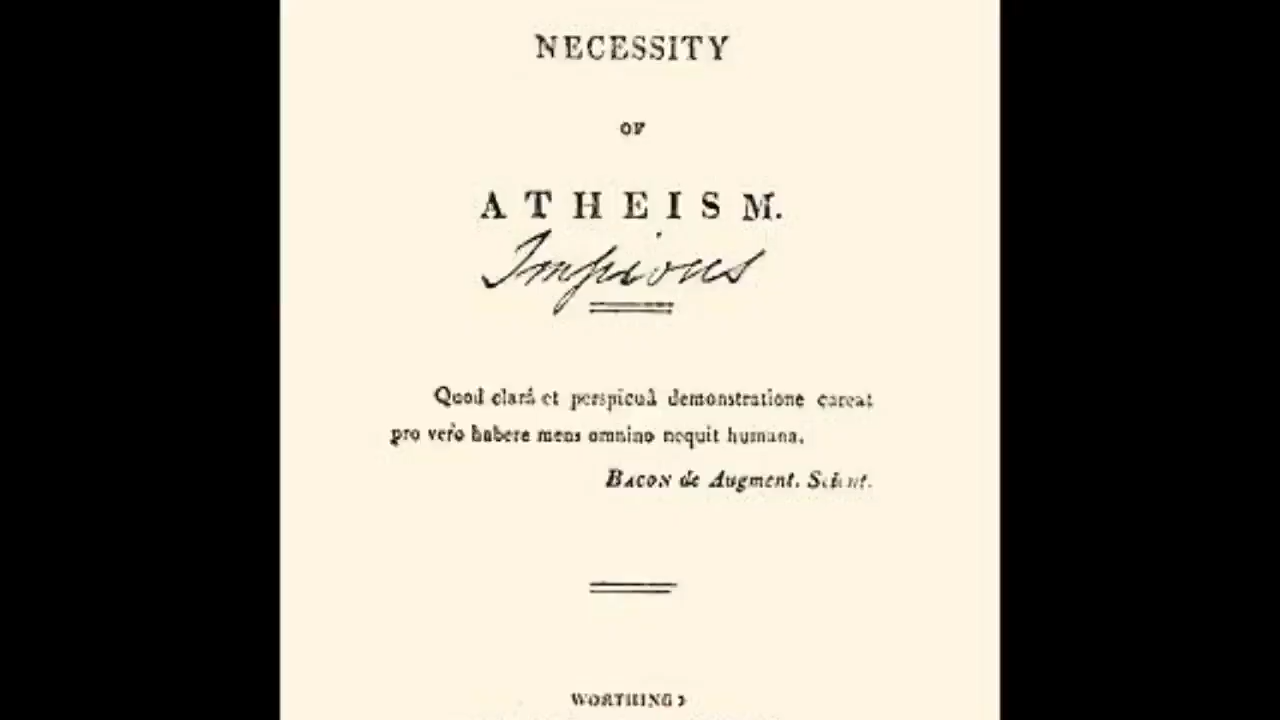 NECESSITY
OF
ATHEISM.
Impious
Quod clarâ et perspicuâ demonstratione careat
pro vero habere mens omnino nequit humana.
BACON de Augment. Scient.
WORTHING: